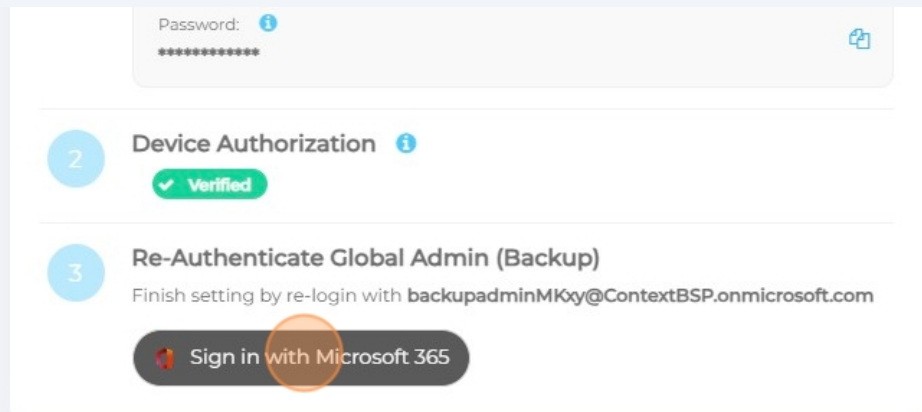 Password:
************
2
Device Authorization
Verified
3
Re-Authenticate Global Admin (Backup)
Finish setting by re-login with backupadminMKxy@ContextBSP.onmicrosoft.com
Sign in with Microsoft 365